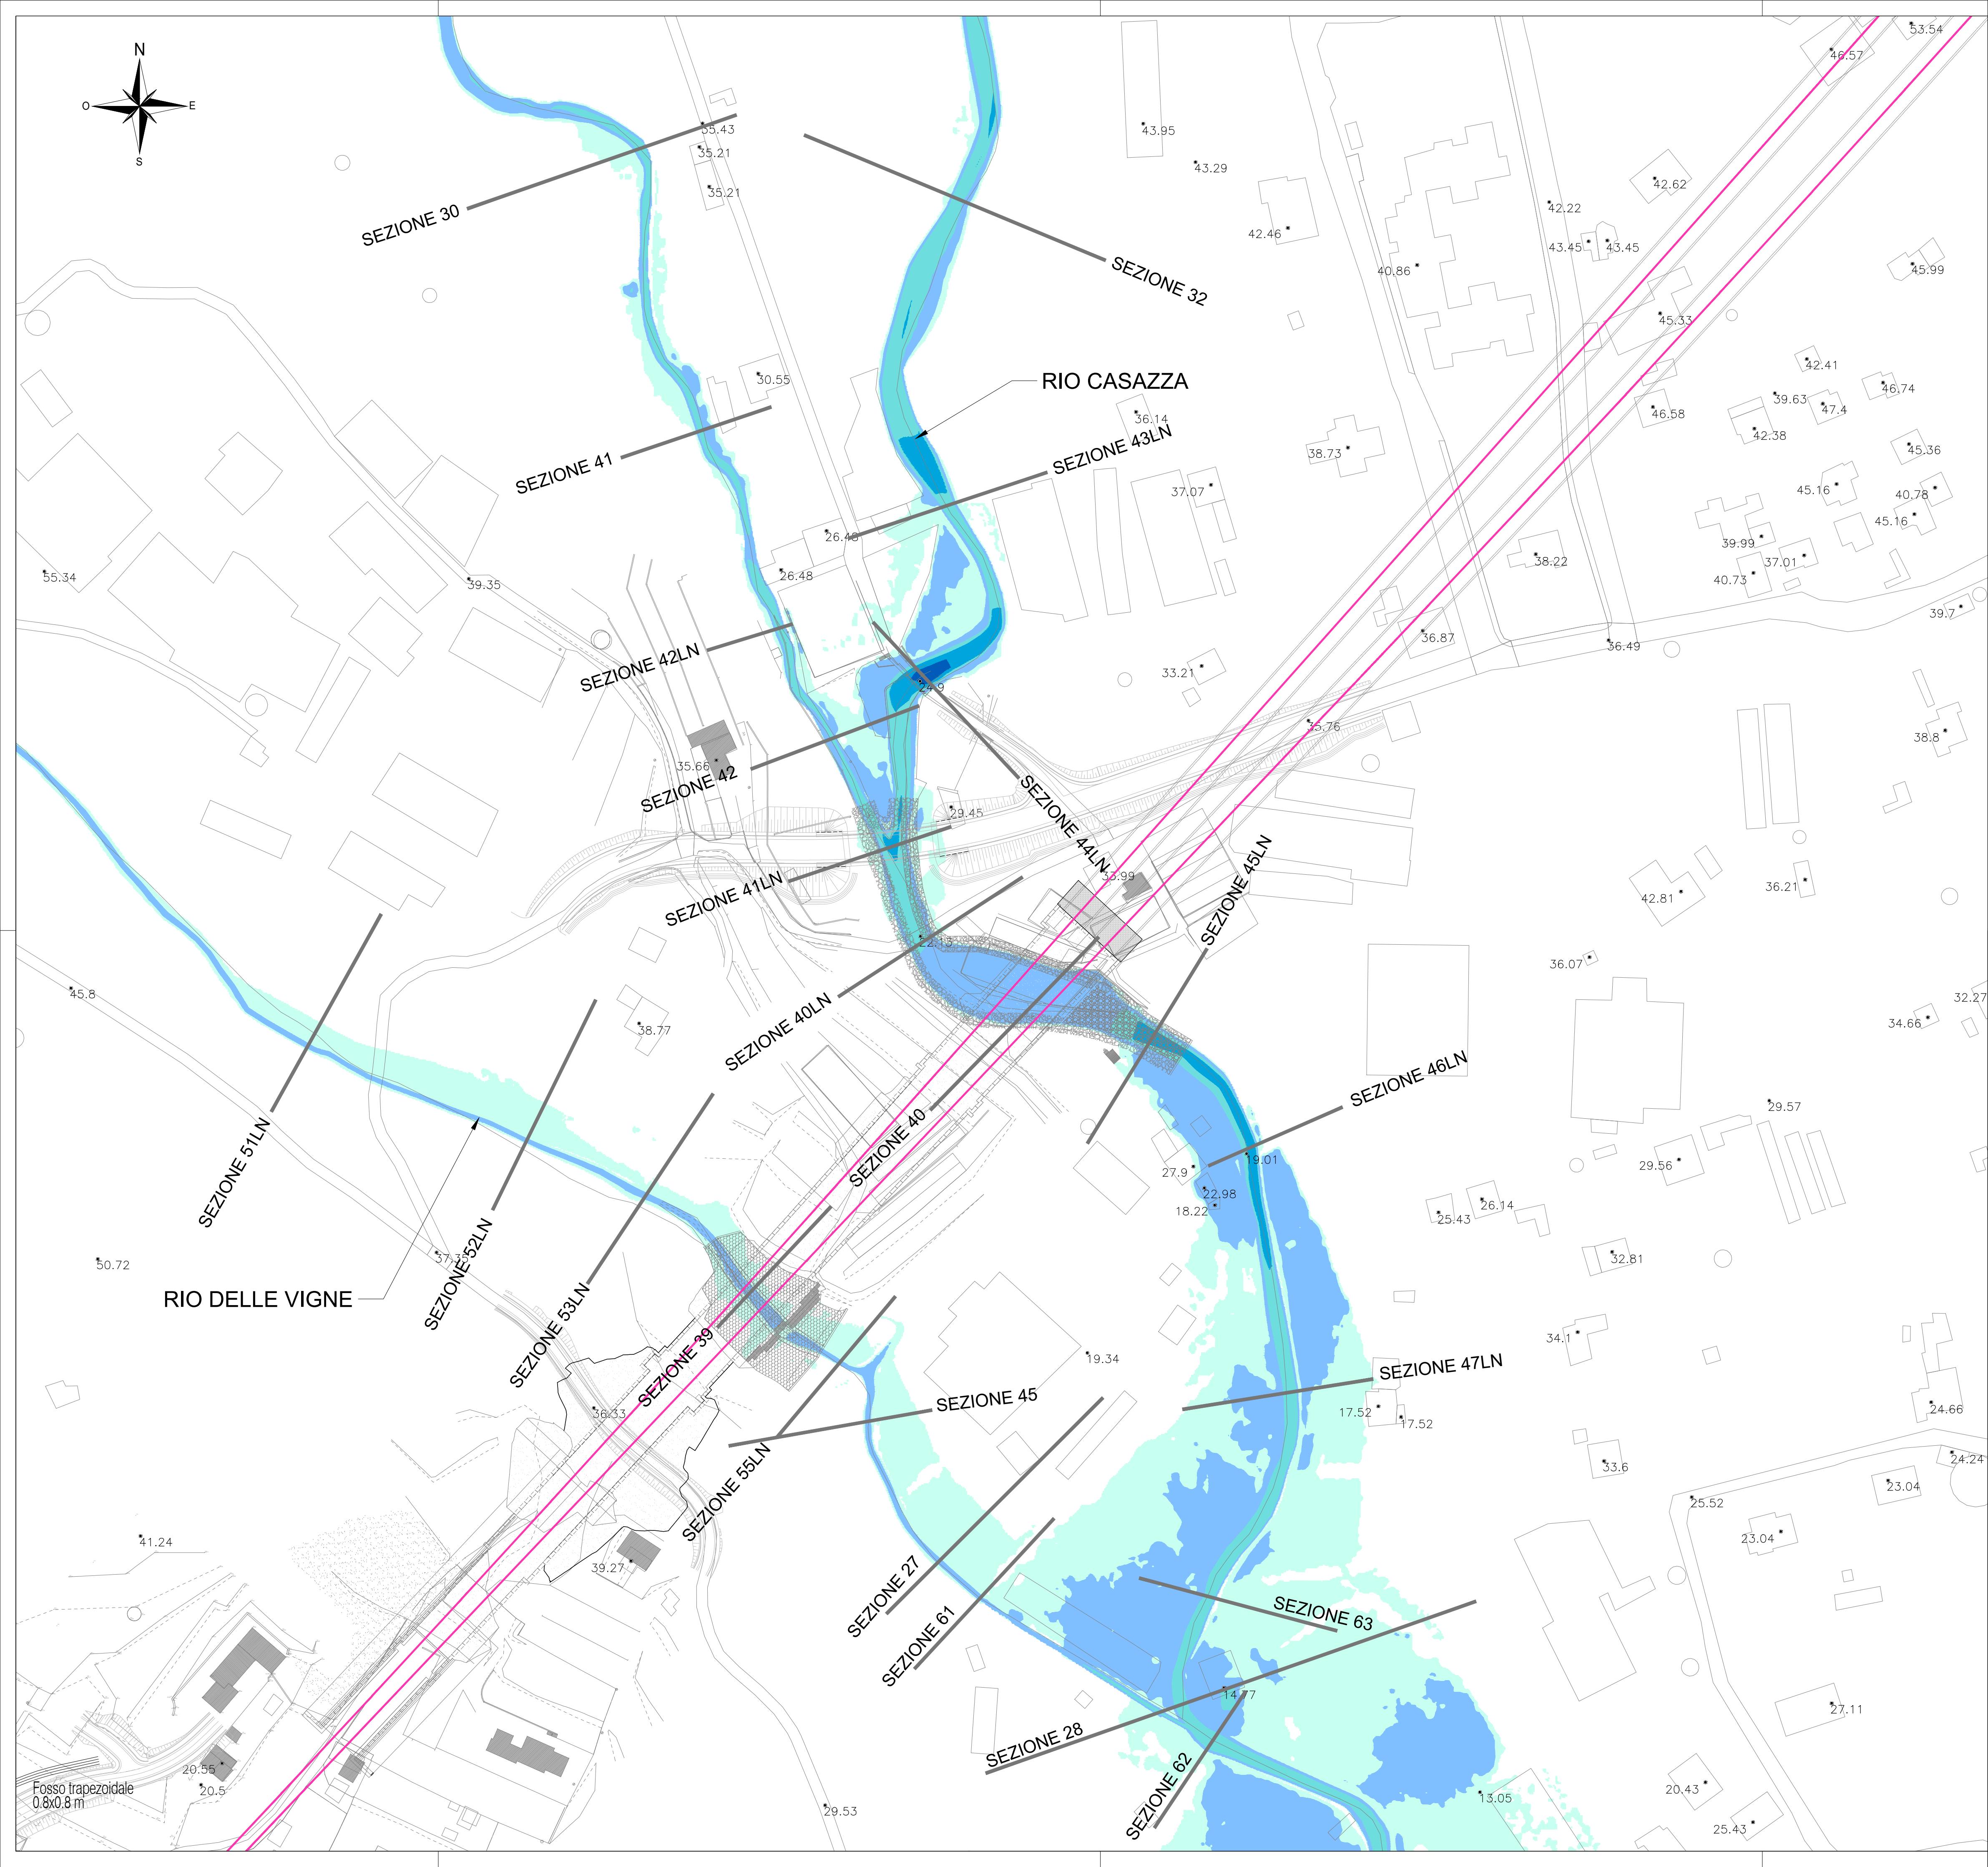 N
O
E
S
53.54
46.57
35.43
35.21
35.21
43.95
43.29
42.62
42.22
42.46
43.45
43.45
40.86
45.99
45.33
SEZIONE 30
SEZIONE 32
RIO CASAZZA
30.55
36.14
42.41
46.74
39.63
47.4
46.58
42.38
45.36
SEZIONE 41
SEZIONE 43LN
38.73
37.07
45.16
40.78
45.16
26.48
26.48
39.99
37.01
38.22
40.73
55.34
39.35
39.7
36.87
36.49
SEZIONE 42LN
33.21
24.9
35.76
38.8
35.66
SEZIONE 42
29.45
SEZIONE 44LN
33.99
SEZIONE 41LN
SEZIONE 45LN
42.81
36.21
22.13
36.07
45.8
38.77
SEZIONE 40LN
34.66
32.27
SEZIONE 46LN
29.57
SEZIONE 51LN
SEZIONE 40
19.01
27.9
22.98
18.22
29.56
26.14
25.43
32.81
50.72
37.35
SEZIONE 52LN
RIO DELLE VIGNE
SEZIONE 53LN
SEZIONE 39
34.1
19.34
SEZIONE 47LN
SEZIONE 45
17.52
17.52
24.66
36.33
SEZIONE 55LN
33.6
24.24
23.04
25.52
23.04
41.24
39.27
SEZIONE 27
SEZIONE 61
SEZIONE 63
14.77
27.11
SEZIONE 28
SEZIONE 62
20.55
20.5
Fosso trapezoidale
0.8x0.8 m
29.53
13.05
20.43
25.43